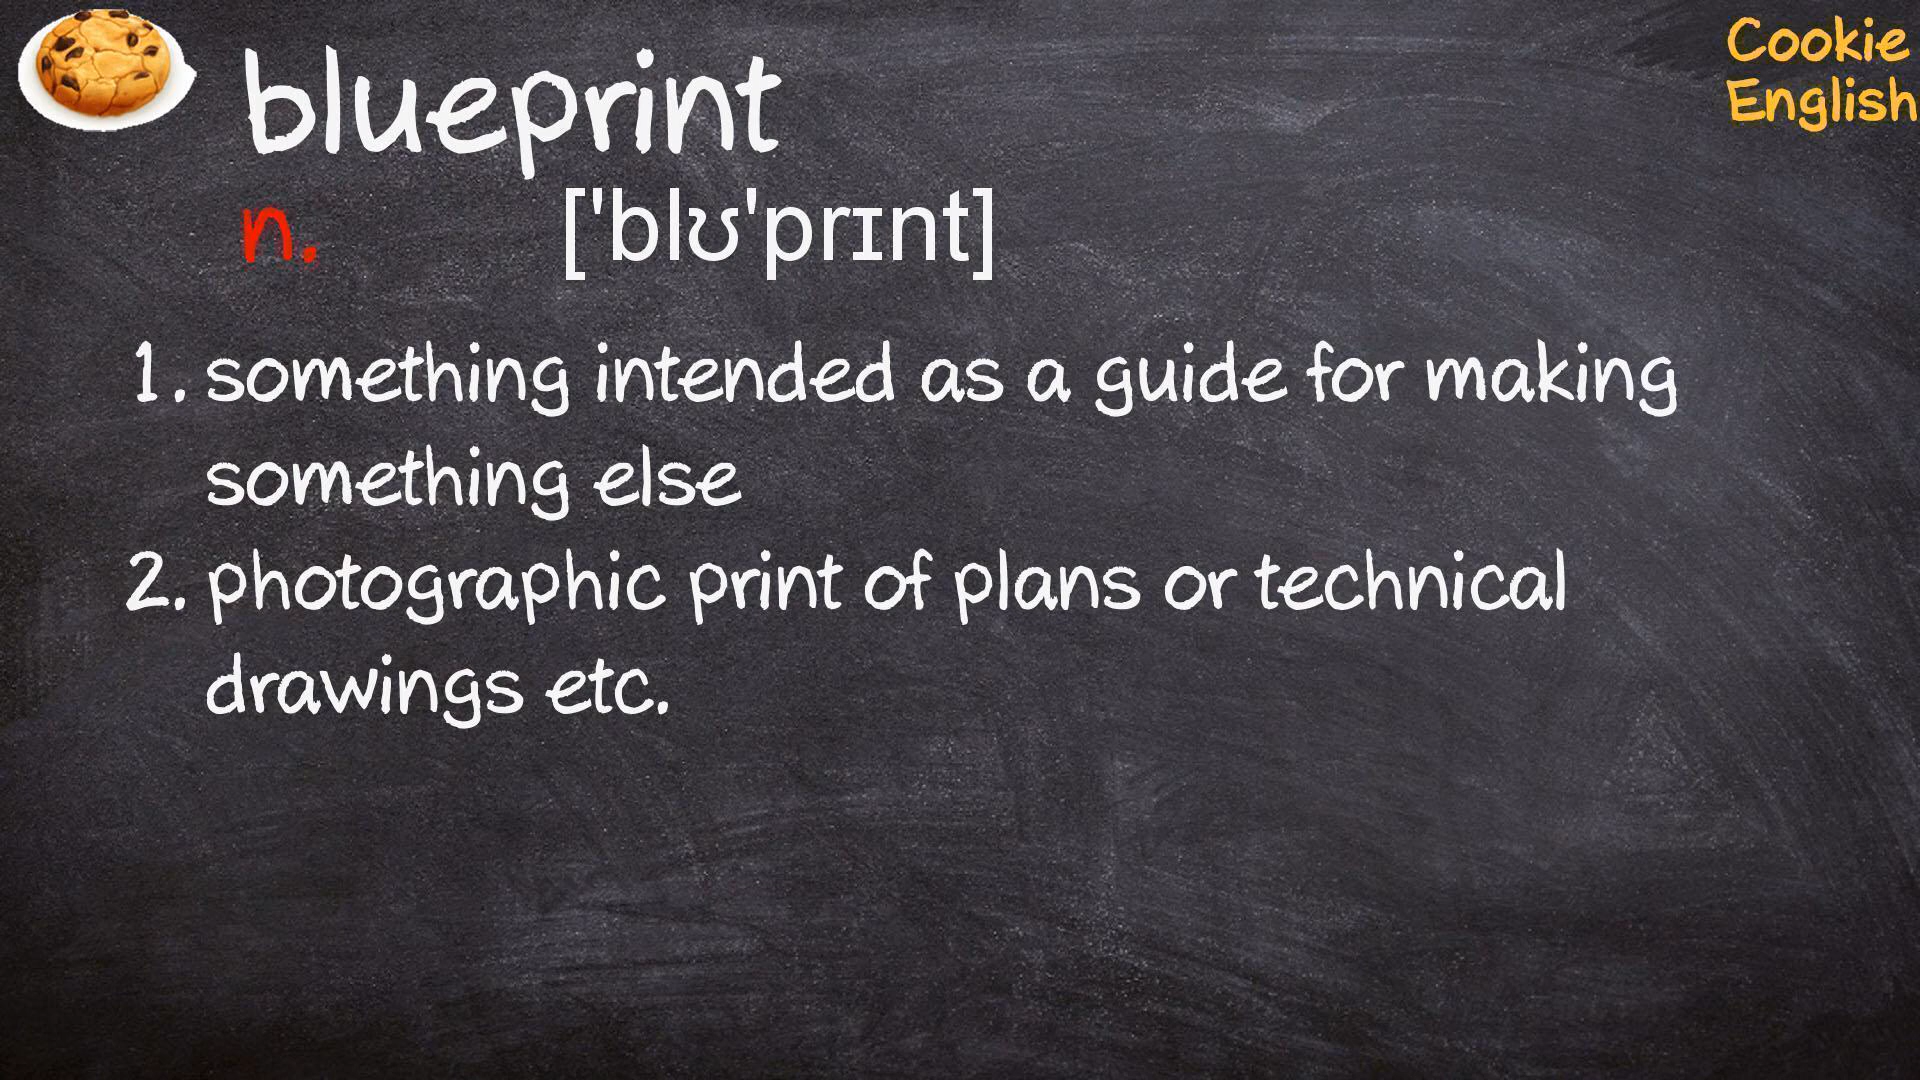 Cookie
English
blueprint
n. ['blʊ'prɪnt]
1. something intended as a guide for making
something else
2. photographic print of plans or technical
drawings etc.